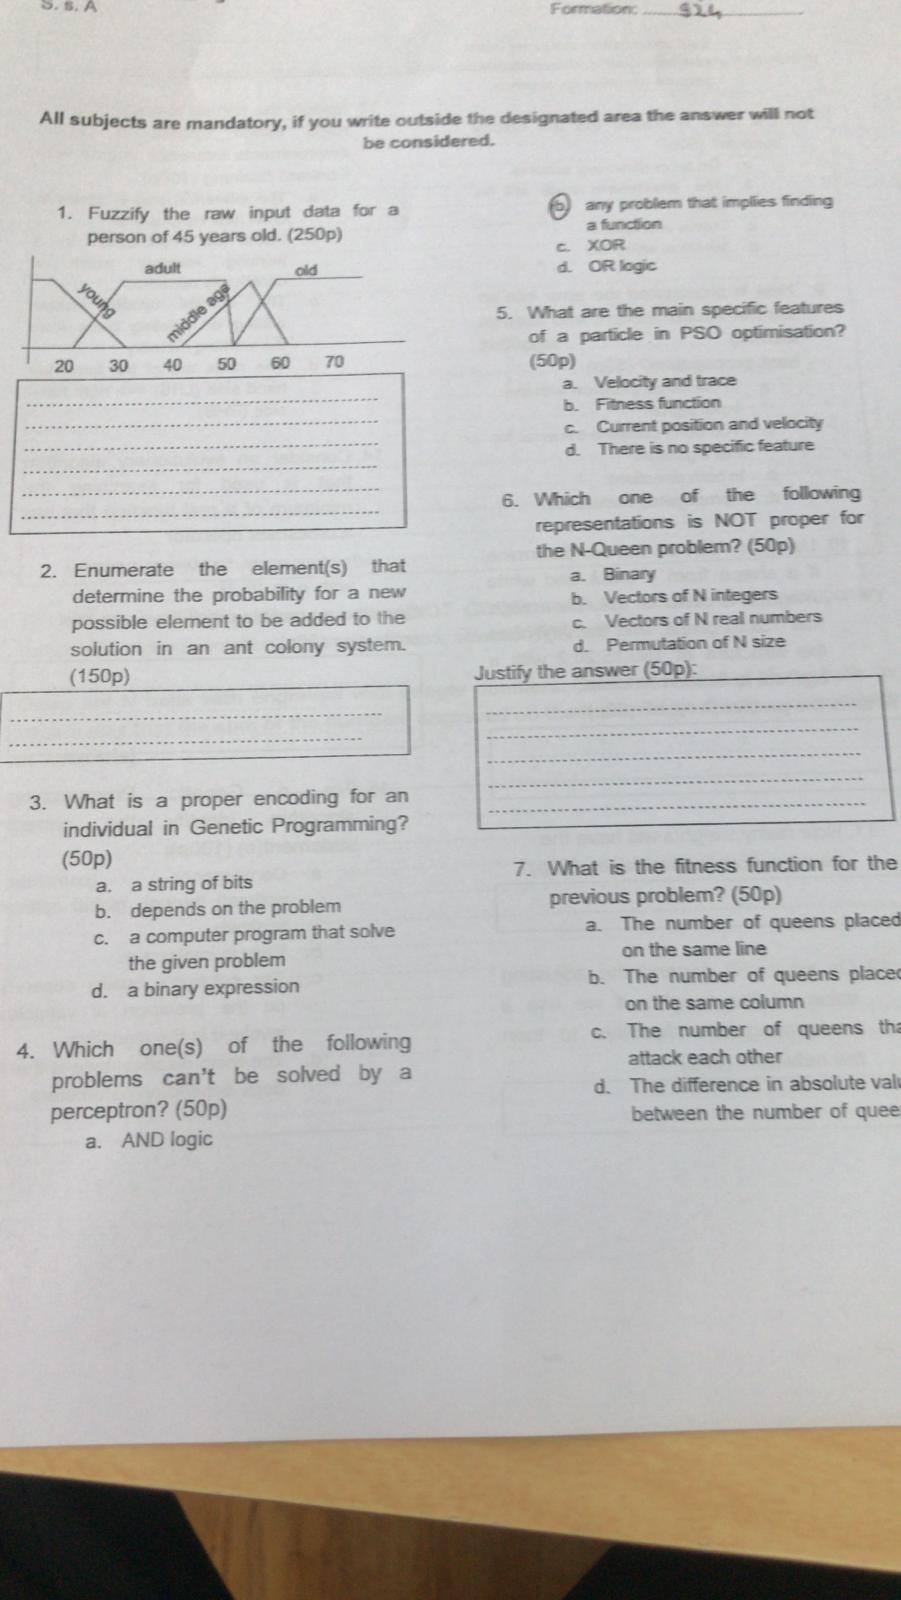 S. s. A
Formation: 924
All subjects are mandatory, if you write outside the designated area the answer will not
be considered.
1. Fuzzify the raw input data for a
person of 45 years old. (250p)
young
adult
middle age
old
20 30 40 50 60 70
2. Enumerate the element(s) that
determine the probability for a new
possible element to be added to the
solution in an ant colony system.
(150p)
3. What is a proper encoding for an
individual in Genetic Programming?
(50p)
a. a string of bits
b. depends on the problem
c. a computer program that solve
the given problem
d. a binary expression
4. Which one(s) of the following
problems can't be solved by a
perceptron? (50p)
a. AND logic
b. any problem that implies finding
a function
c. XOR
d. OR logic
5. What are the main specific features
of a particle in PSO optimisation?
(50p)
a. Velocity and trace
b. Fitness function
c. Current position and velocity
d. There is no specific feature
6. Which one of the following
representations is NOT proper for
the N-Queen problem? (50p)
a. Binary
b. Vectors of N integers
c. Vectors of N real numbers
d. Permutation of N size
Justify the answer (50p):
7. What is the fitness function for the
previous problem? (50p)
a. The number of queens placed
on the same line
b. The number of queens placed
on the same column
c. The number of queens tha
attack each other
d. The difference in absolute valu
between the number of quee